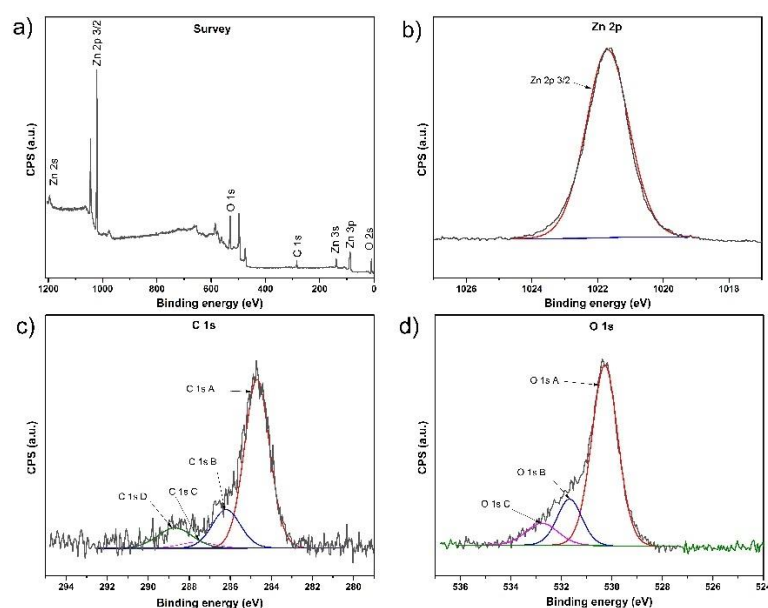 a)
Survey
CPS (a.u.)
Zn 2s
Zn 2p 3/2
O 1s
C 1s
Zn 3s
Zn 3p
O 2s
1200 1000 800 600 400 200 0
Binding energy (eV)
b)
Zn 2p
CPS (a.u.)
Zn 2p 3/2
1026 1024 1022 1020 1018
Binding energy (eV)
c)
C 1s
CPS (a.u.)
C 1s A
C 1s B
C 1s C
C 1s D
294 292 290 288 286 284 282 280
Binding energy (eV)
d)
O 1s
CPS (a.u.)
O 1s A
O 1s B
O 1s C
536 534 532 530 528 526 524
Binding energy (eV)